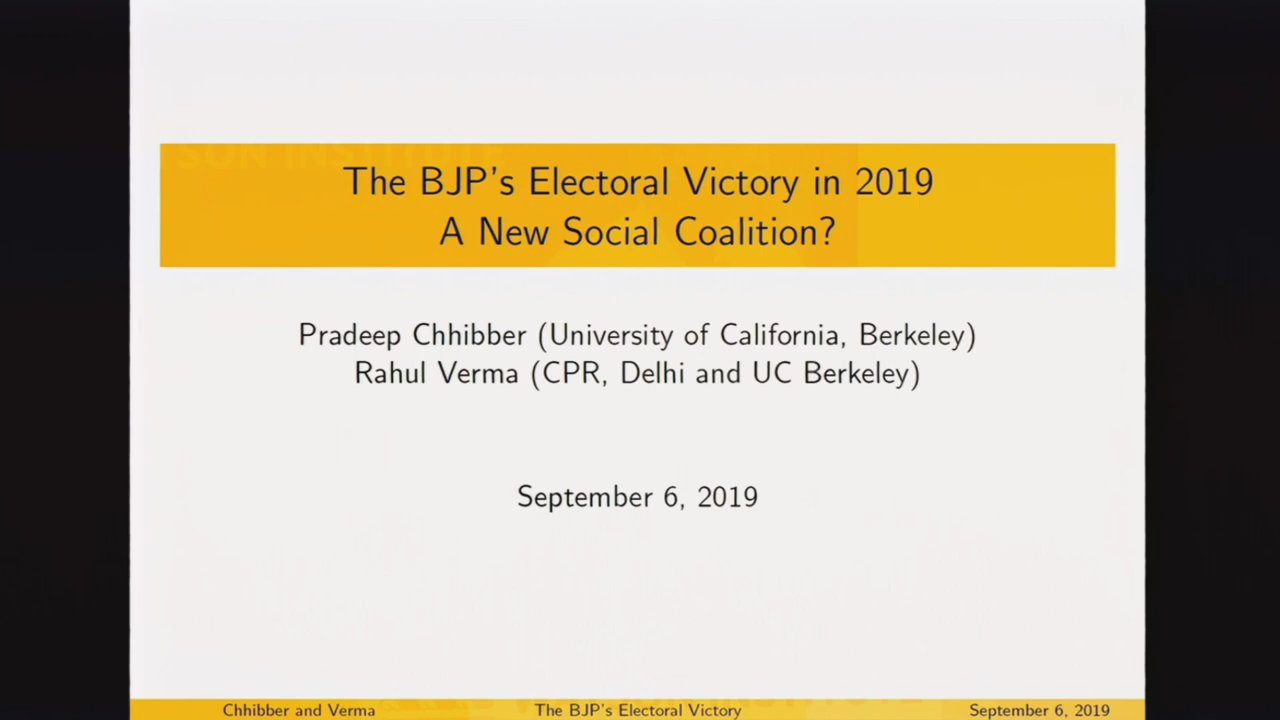 The BJP's Electoral Victory in 2019
A New Social Coalition?
Pradeep Chhibber (University of California, Berkeley)
Rahul Verma (CPR, Delhi and UC Berkeley)
September 6, 2019
Chhibber and Verma The BJP's Electoral Victory September 6, 2019